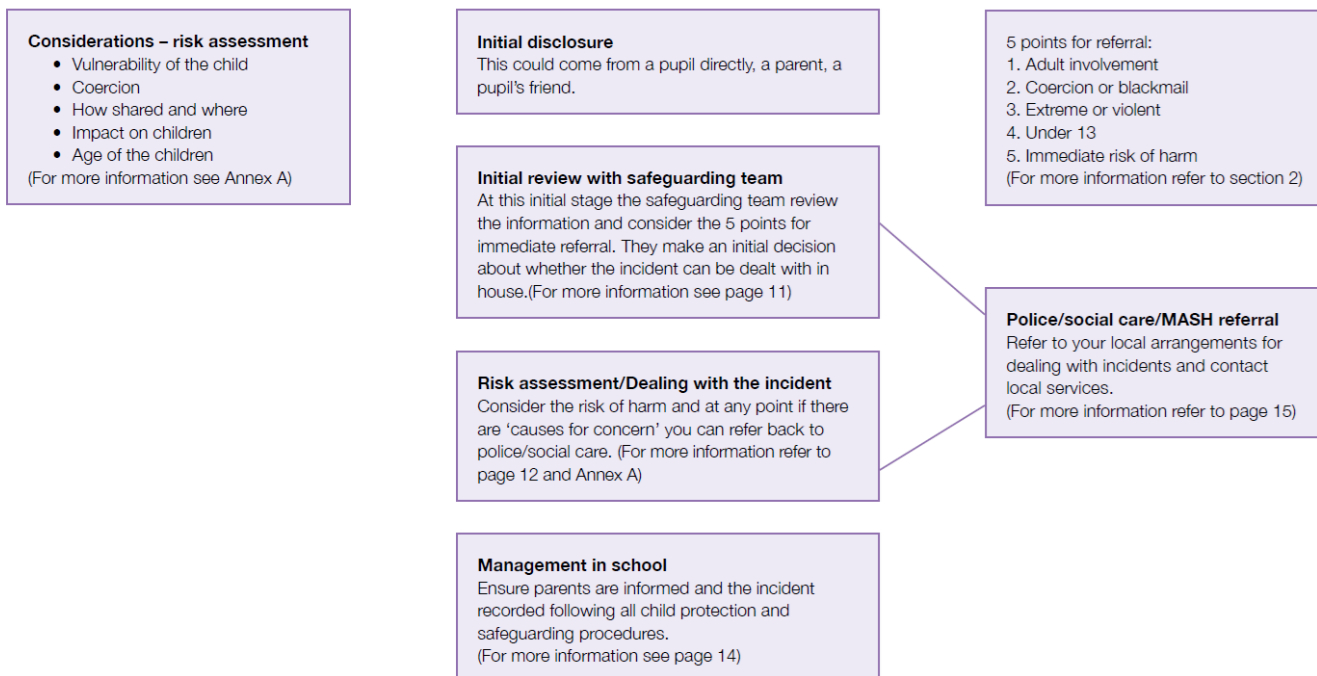 Considerations – risk assessment
• Vulnerability of the child
• Coercion
• How shared and where
• Impact on children
• Age of the children
(For more information see Annex A)
Initial disclosure
This could come from a pupil directly, a parent, a
pupil's friend.
5 points for referral:
1. Adult involvement
2. Coercion or blackmail
3. Extreme or violent
4. Under 13
5. Immediate risk of harm
(For more information refer to section 2)
Initial review with safeguarding team
At this initial stage the safeguarding team review
the information and consider the 5 points for
immediate referral. They make an initial decision
about whether the incident can be dealt with in
house.(For more information see page 11)
Police/social care/MASH referral
Refer to your local arrangements for
dealing with incidents and contact
local services.
(For more information refer to page 15)
Risk assessment/Dealing with the incident
Consider the risk of harm and at any point if there
are ‘causes for concern’ you can refer back to
police/social care. (For more information refer to
page 12 and Annex A)
Management in school
Ensure parents are informed and the incident
recorded following all child protection and
safeguarding procedures.
(For more information see page 14)